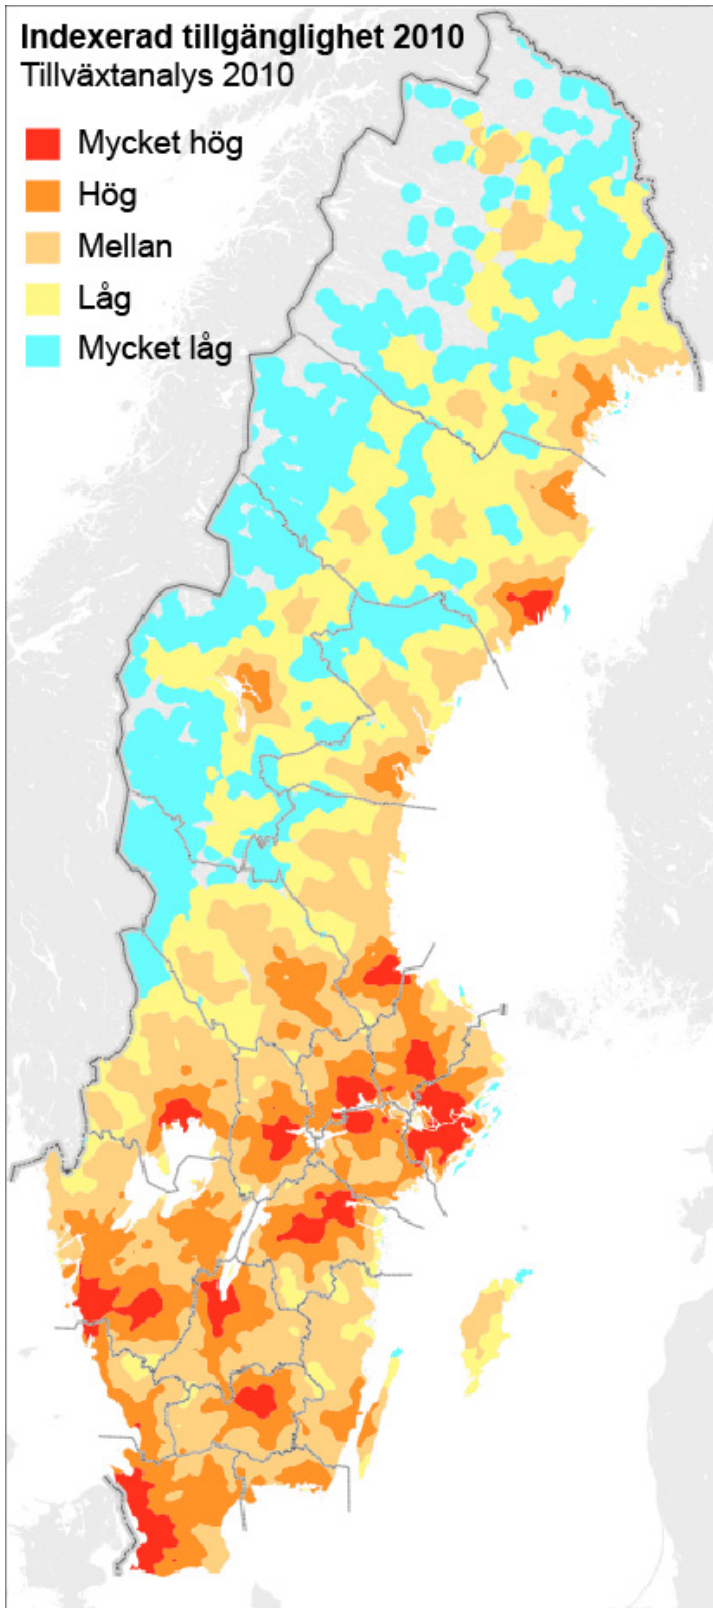 Indexerad tillgänglighet 2010
Tillväxtanalys 2010
Mycket hög
Hög
Mellan
Låg
Mycket låg